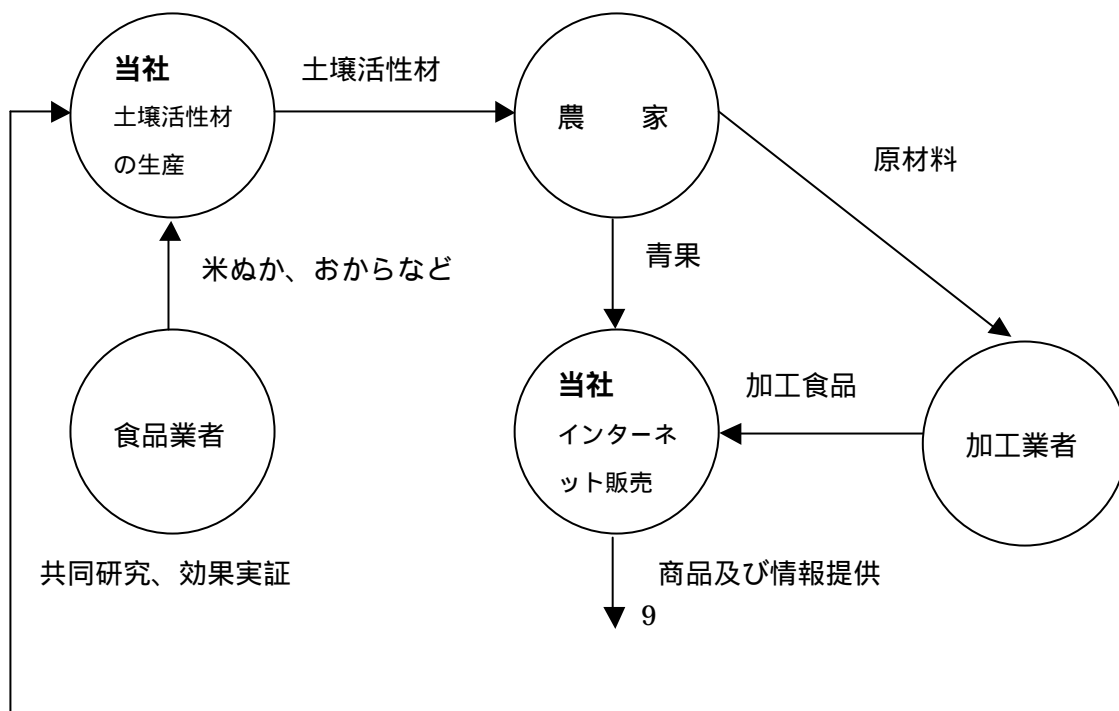 当社
土壌活性材
の生産
土壌活性材
農　　家
原材料
米ぬか、おからなど
青果
食品業者
当社
インターネ
ット販売
加工食品
加工業者
共同研究、効果実証
商品及び情報提供
9